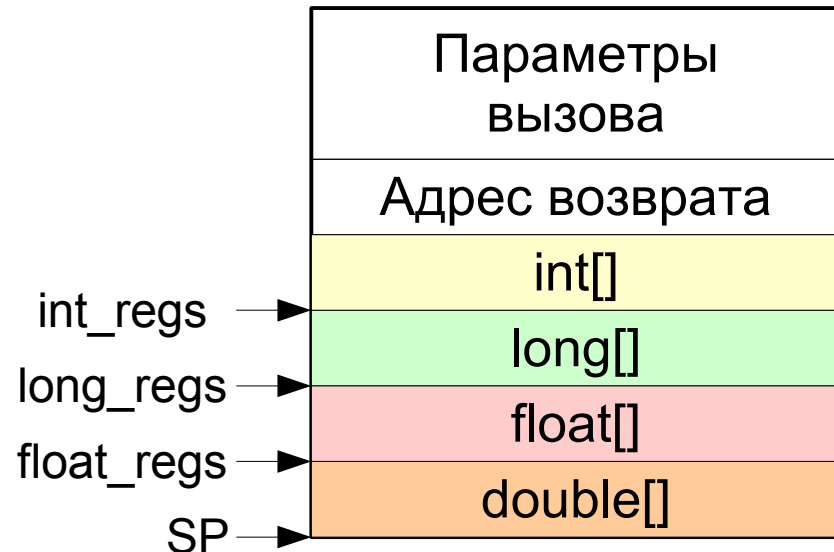 Параметры
вызова
Адрес возврата
int[]
int_regs
long[]
long_regs
float[]
float_regs
double[]
SP